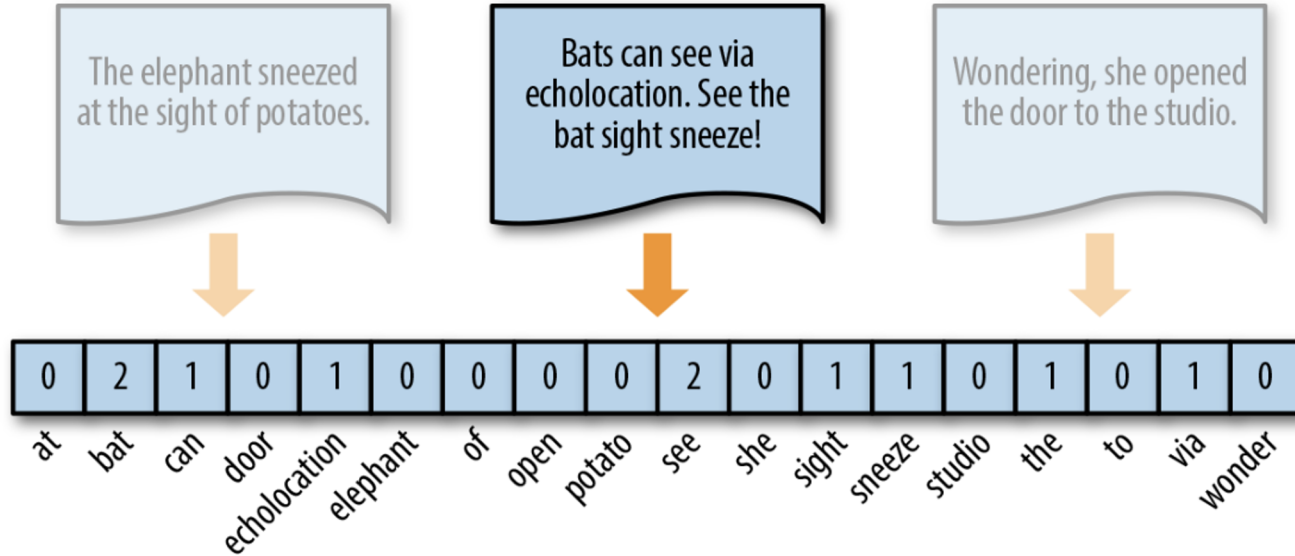 The elephant sneezed
at the sight of potatoes.
Bats can see via
echolocation. See the
bat sight sneeze!
Wondering, she opened
the door to the studio.
0 2 1 0 1 0 0 0 0 2 0 1 1 0 1 0 1 0
at bat can door echolocation elephant of open potato see she sight sneeze studio the to via wonder